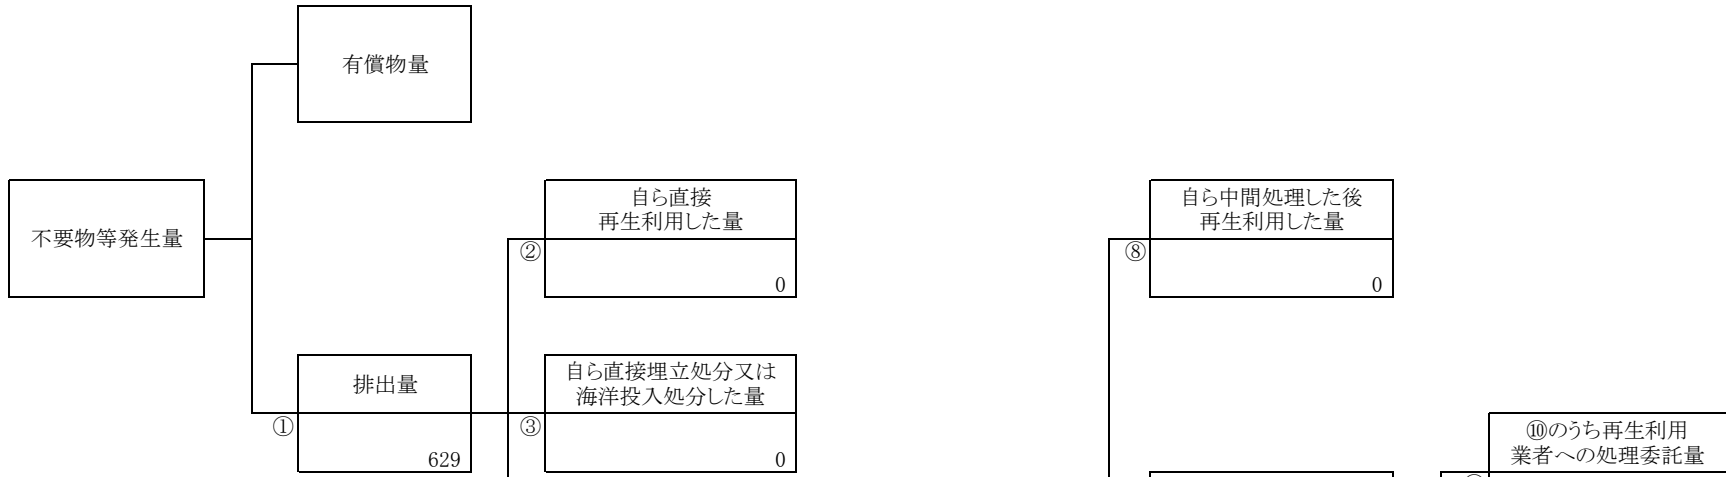 有償物量
不要物等発生量
自ら直接
再生利用した量
②
0
自ら中間処理した後
再生利用した量
⑧
0
排出量
①
629
自ら直接埋立処分又は
海洋投入処分した量
③
0
⑩のうち再生利用
業者への処理委託量